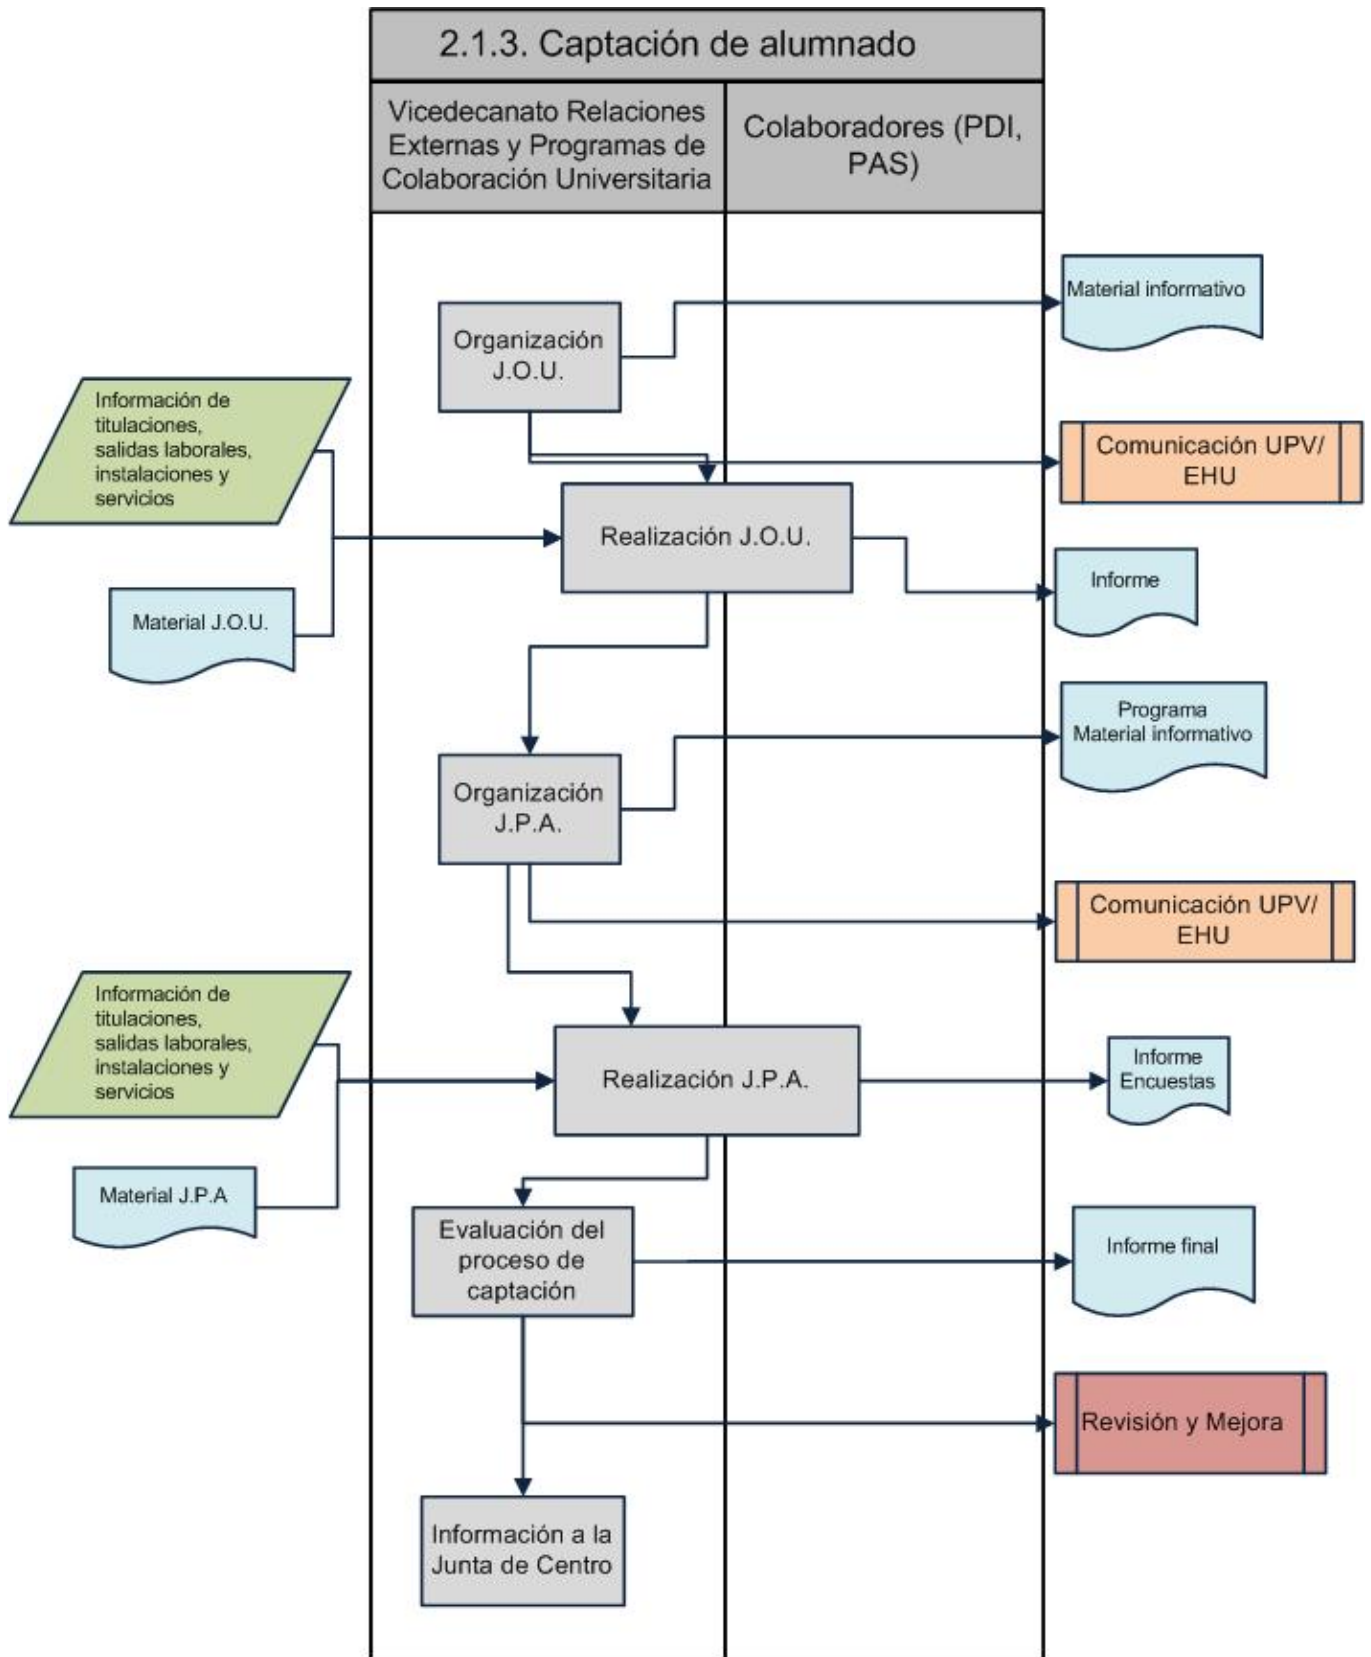 2.1.3. Captación de alumnado
Vicedecanato Relaciones
Externas y Programas de
Colaboración Universitaria
Colaboradores (PDI,
PAS)
Material informativo
Organización
J.O.U.
Información de
titulaciones,
salidas laborales,
instalaciones y
servicios
Comunicación UPV/
EHU
Realización J.O.U.
Informe
Material J.O.U.
Programa
Material informativo
Organización
J.P.A.
Comunicación UPV/
EHU
Información de
titulaciones,
salidas laborales,
instalaciones y
servicios
Realización J.P.A.
Informe
Encuestas
Material J.P.A
Evaluación del
proceso de
captación
Informe final
Revisión y Mejora
Información a la
Junta de Centro